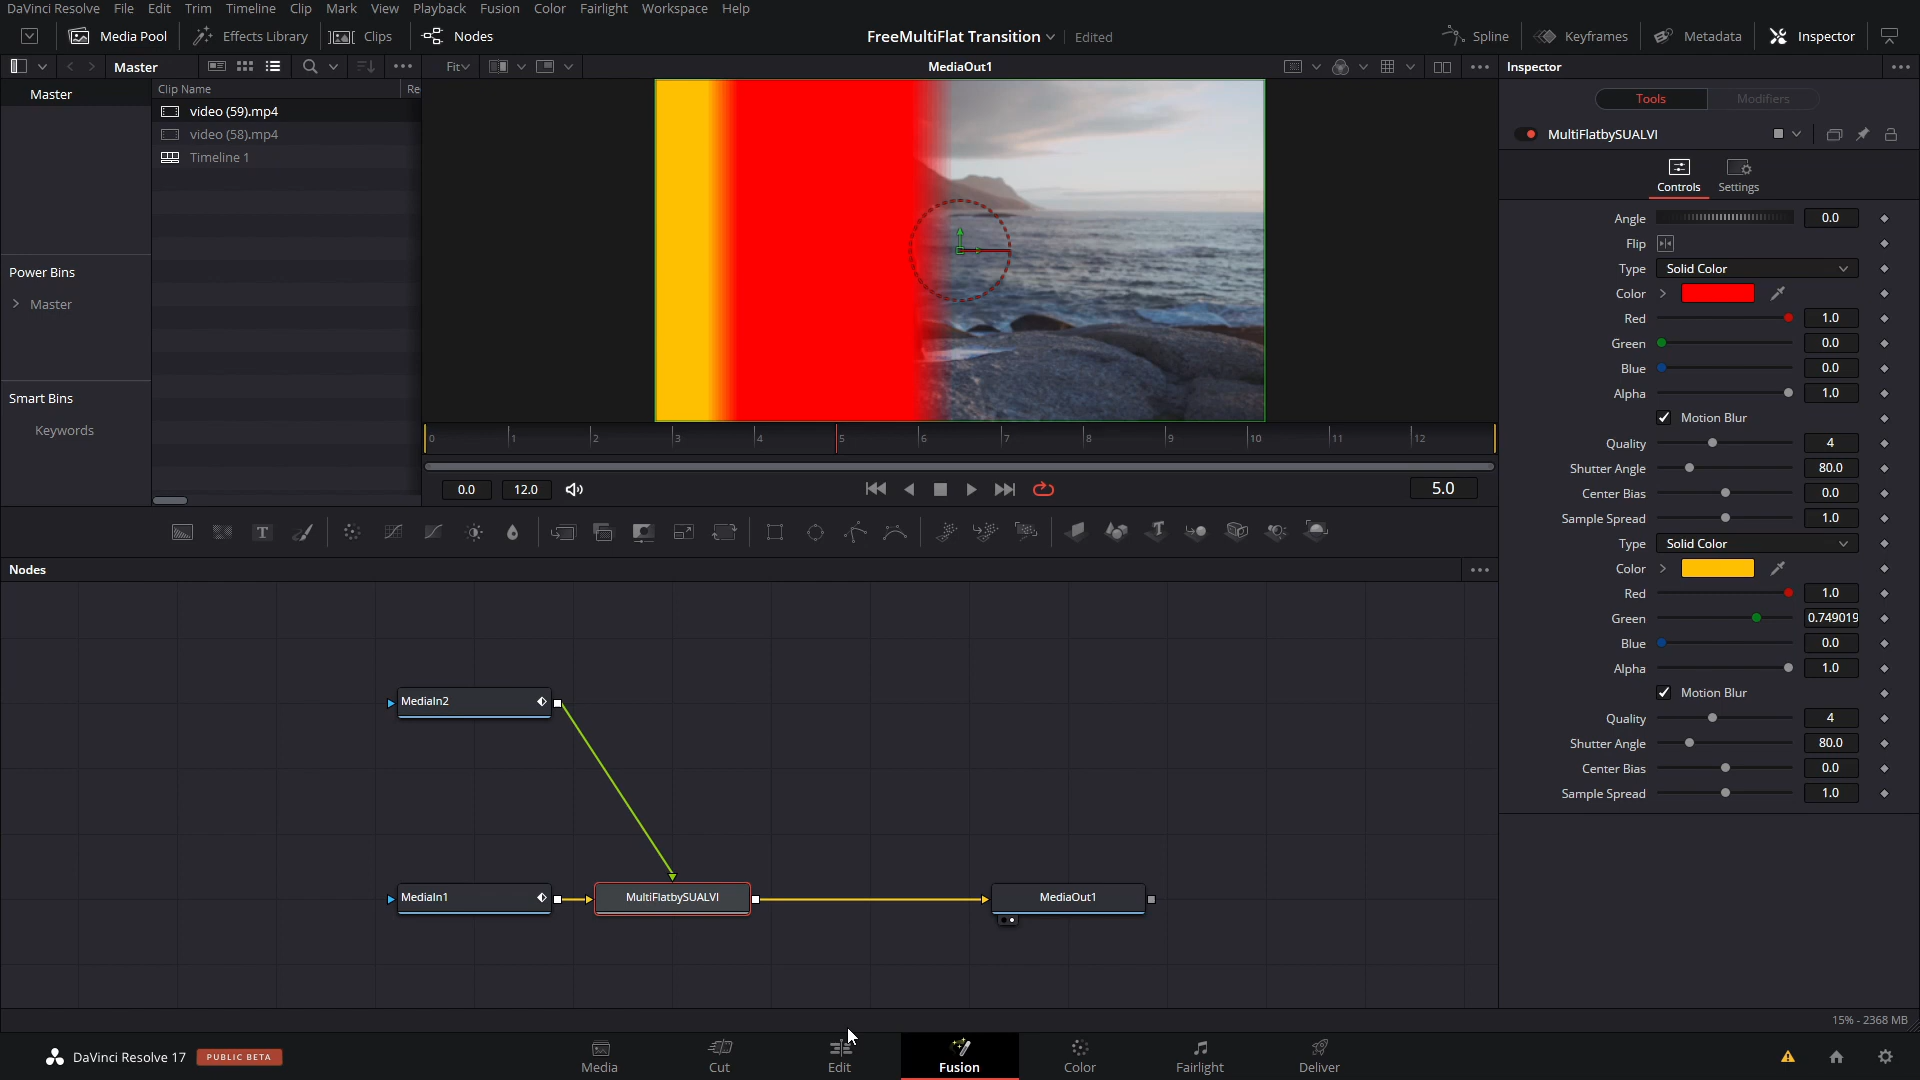 DaVinci Resolve File Edit Trim Timeline Clip Mark View Playback Fusion Color Fairlight Workspace Help
Media Pool Effects Library Clips Nodes FreeMultiFlat Transition Edited Spline Keyframes Metadata Inspector
Master Fit MediaOut1 Inspector
Master Clip Name Re
video (59).mp4
video (58).mp4
Timeline 1
Power Bins
Master
Smart Bins
Keywords
Tools Modifiers
MultiFlatbySUALVI
Controls Settings
Angle 0.0
Flip
Type Solid Color
Color
Red 1.0
Green 0.0
Blue 0.0
Alpha 1.0
Motion Blur
Quality 4
Shutter Angle 80.0
Center Bias 0.0
Sample Spread 1.0
Type Solid Color
Color
Red 1.0
Green 0.749019
Blue 0.0
Alpha 1.0
Motion Blur
Quality 4
Shutter Angle 80.0
Center Bias 0.0
Sample Spread 1.0
0 1 2 3 4 5 6 7 8 9 10 11 12
0.0 12.0 5.0
T T
Nodes
MediaIn2
MediaIn1 MultiFlatbySUALVI MediaOut1
15% - 2368 MB
DaVinci Resolve 17 PUBLIC BETA Media Cut Edit Fusion Color Fairlight Deliver